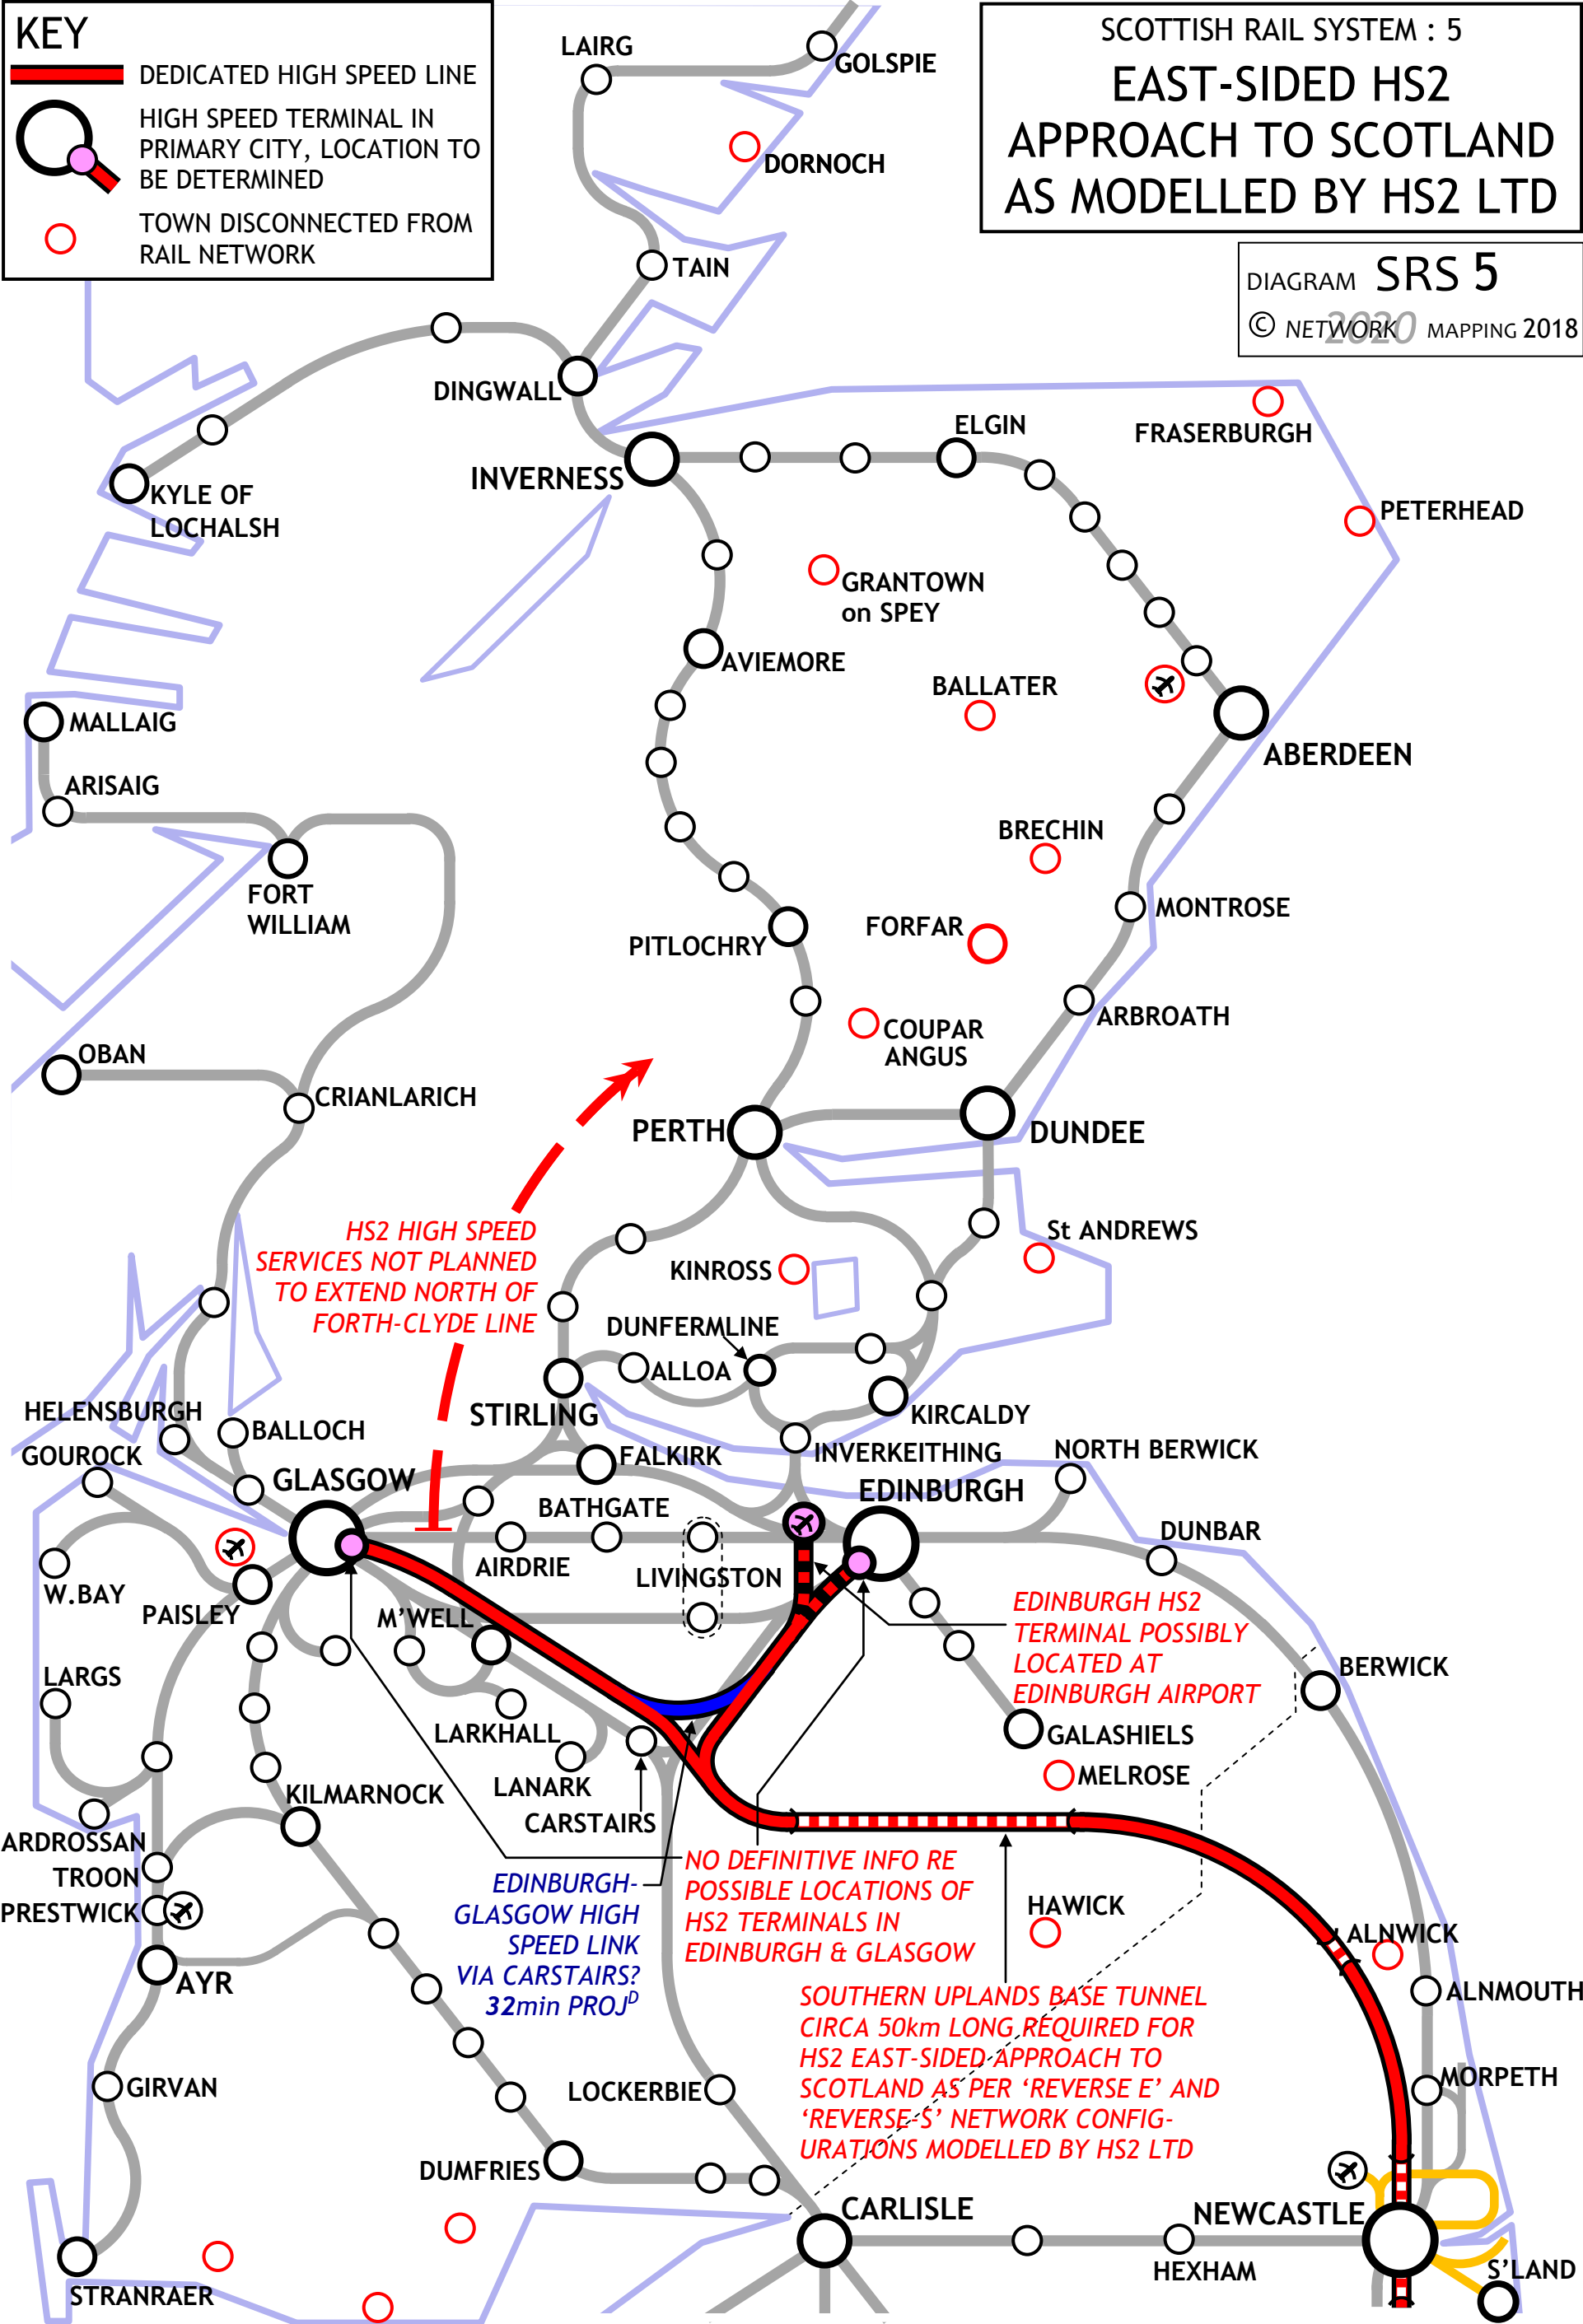 KEY
DEDICATED HIGH SPEED LINE
HIGH SPEED TERMINAL IN
PRIMARY CITY, LOCATION TO
BE DETERMINED
TOWN DISCONNECTED FROM
RAIL NETWORK
SCOTTISH RAIL SYSTEM : 5
EAST-SIDED HS2
APPROACH TO SCOTLAND
AS MODELLED BY HS2 LTD
DIAGRAM SRS 5
© NETWORK 2020 MAPPING 2018
LAIRG
GOLSPIE
DORNOCH
TAIN
DINGWALL
INVERNESS
ELGIN
FRASERBURGH
PETERHEAD
KYLE OF
LOCHALSH
GRANTOWN
on SPEY
AVIEMORE
BALLATER
ABERDEEN
MALLAIG
ARISAIG
FORT
WILLIAM
BRECHIN
MONTROSE
FORFAR
PITLOCHRY
ARBROATH
COUPAR
ANGUS
OBAN
CRIANLARICH
PERTH
DUNDEE
HS2 HIGH SPEED
SERVICES NOT PLANNED
TO EXTEND NORTH OF
FORTH-CLYDE LINE
St ANDREWS
KINROSS
DUNFERMLINE
ALLOA
STIRLING
KIRCALDY
HELENSBURGH
GOUROCK
BALLOCH
GLASGOW
FALKIRK
INVERKEITHING
NORTH BERWICK
EDINBURGH
BATHGATE
DUNBAR
AIRDRIE
LIVINGSTON
W.BAY
PAISLEY
M'WELL
EDINBURGH HS2
TERMINAL POSSIBLY
LOCATED AT
EDINBURGH AIRPORT
BERWICK
LARGS
LARKHALL
GALASHIELS
MELROSE
LANARK
CARSTAIRS
KILMARNOCK
ARDROSSAN
TROON
PRESTWICK
AYR
EDINBURGH-
GLASGOW HIGH
SPEED LINK
VIA CARSTAIRS?
32min PROJᴰ
NO DEFINITIVE INFO RE
POSSIBLE LOCATIONS OF
HS2 TERMINALS IN
EDINBURGH & GLASGOW
HAWICK
ALNWICK
ALNMOUTH
SOUTHERN UPLANDS BASE TUNNEL
CIRCA 50km LONG REQUIRED FOR
HS2 EAST-SIDED APPROACH TO
SCOTLAND AS PER ‘REVERSE E’ AND
‘REVERSE-S’ NETWORK CONFIG-
URATIONS MODELLED BY HS2 LTD
MORPETH
GIRVAN
LOCKERBIE
DUMFRIES
CARLISLE
NEWCASTLE
HEXHAM
S'LAND
STRANRAER